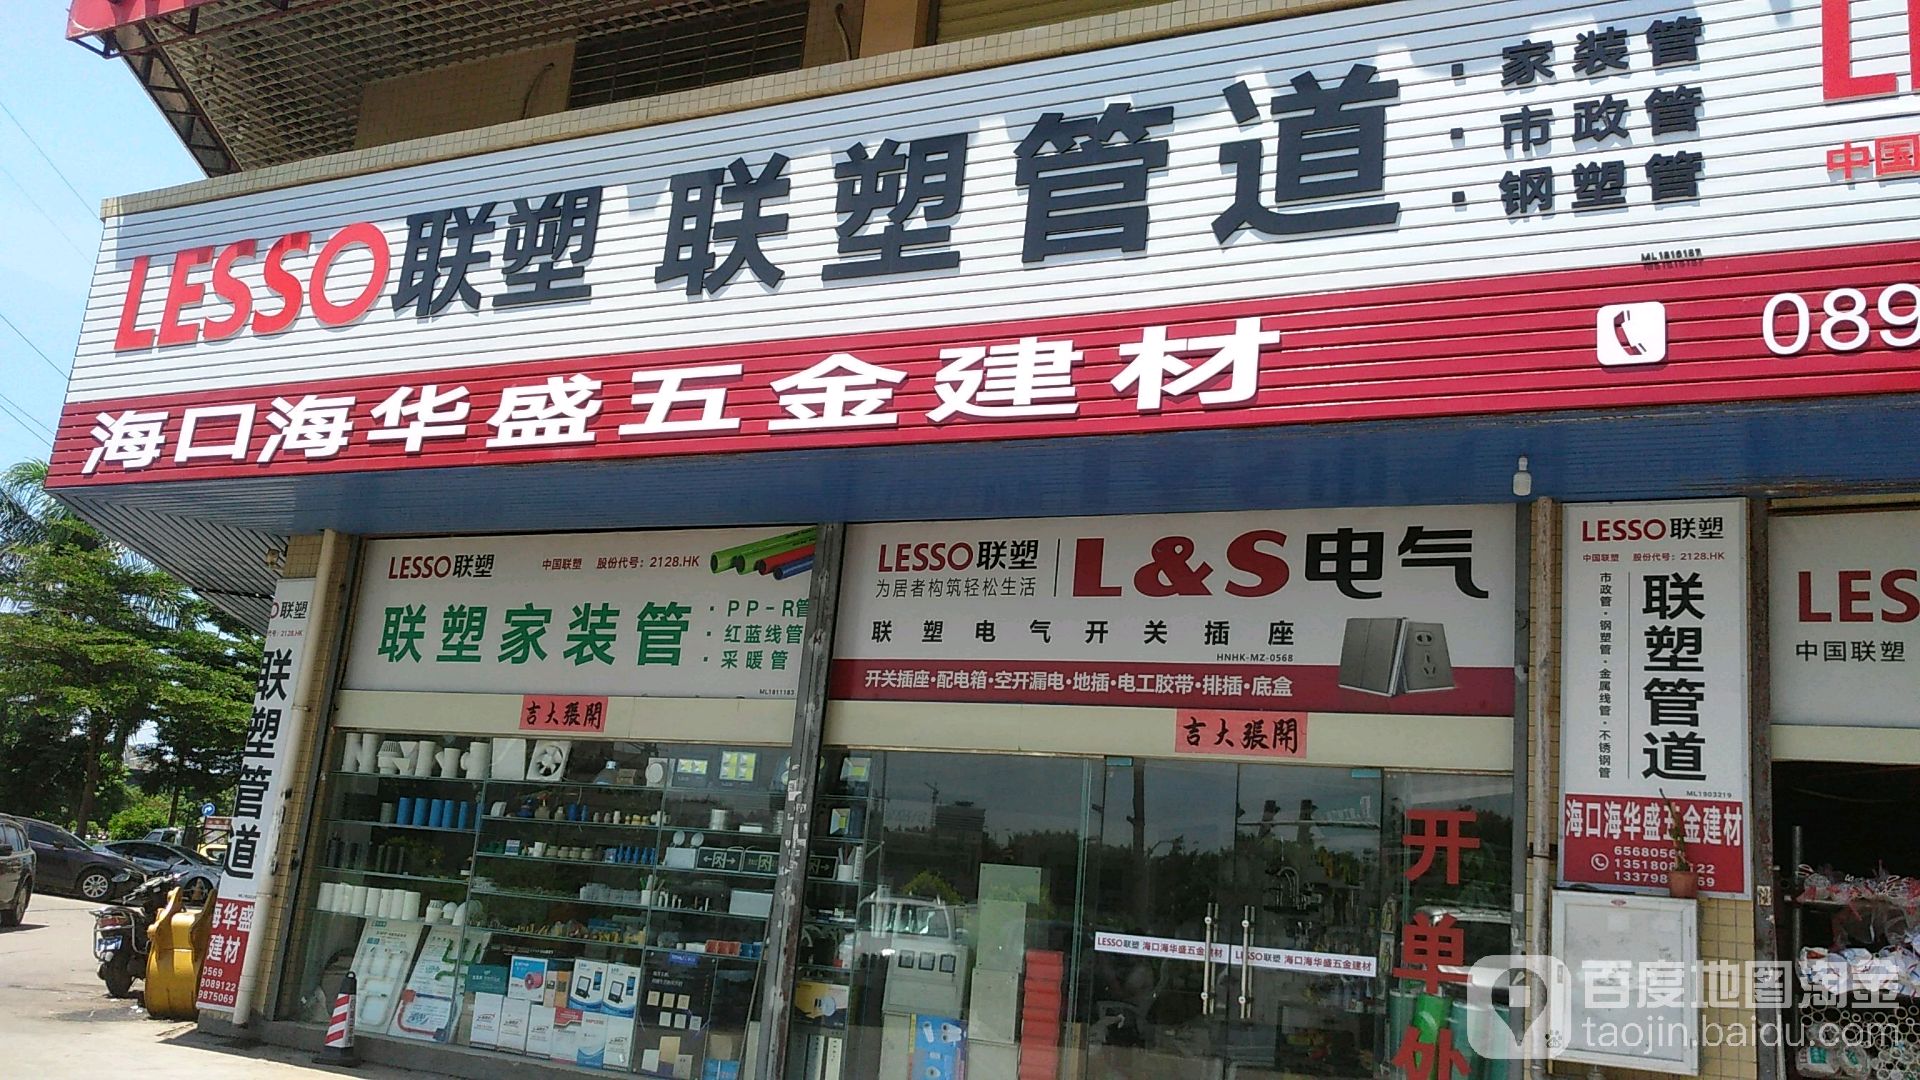 LESSO联塑 联塑管道
·家装管
·市政管
·钢塑管
中国
ML1816187
海口海华盛五金建材
089
LESSO联塑 中国联塑 股份代号：2128.HK
联塑家装管
·PP-R管
·红蓝线管
·采暖管
ML1811183
LESSO联塑
为居者构筑轻松生活
L&S电气
联塑电气开关插座
HNHK-MZ-0568
开关插座·配电箱·空开漏电·地插·电工胶带·排插·底盒
吉大張開
吉大張開
LESSO联塑
中国联塑 股份代号：2128.HK
市政管·钢塑管·金属线管·不锈钢管
联塑管道
ML1903219
海口海华盛五金建材
LES
中国联塑
联塑
2128.HK
联塑管道
海华盛
建材
0569
8089122
9875069
开单处
LESSO联塑 海口海华盛五金建材
LESSO联塑 海口海华盛五金建材
百度地图淘金
taojin.baidu.com